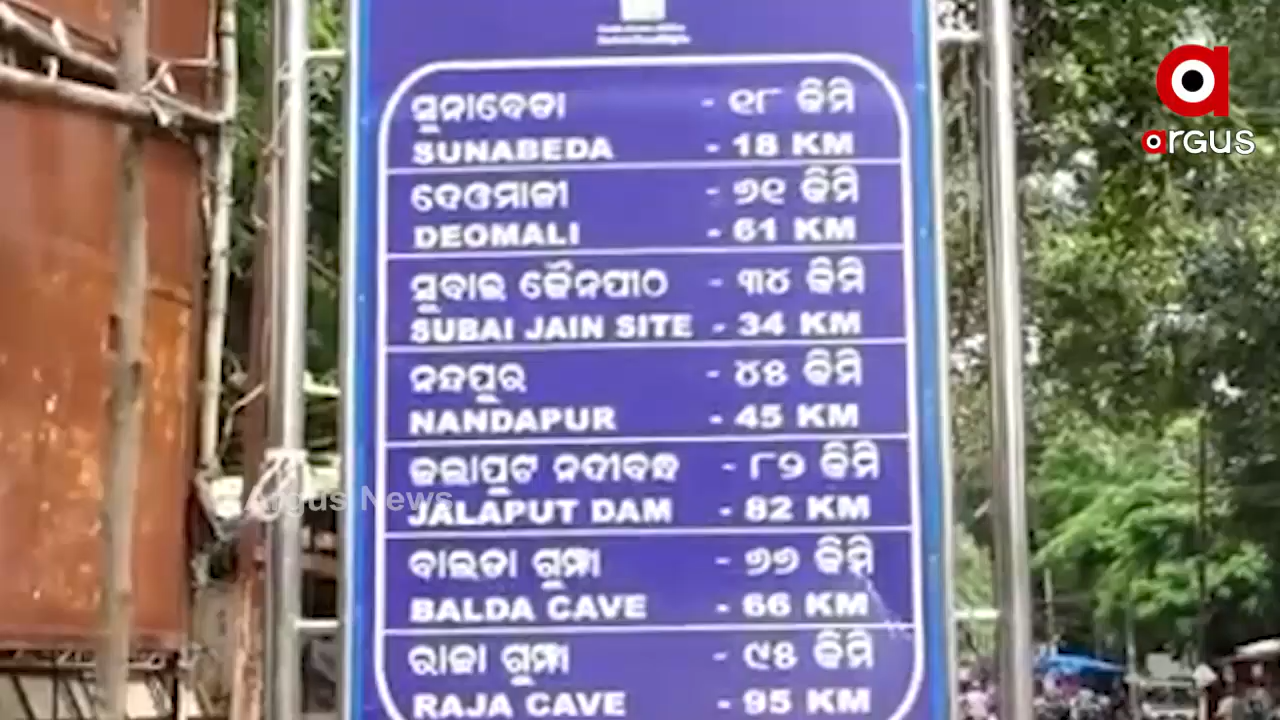 ସୁନାବେଡା - ୧୮ କିମି
SUNABEDA - 18 KM
ଦେଓମାଳୀ - ୬୧ କିମି
DEOMALI - 61 KM
ସୁବାଇ ଜୈନପୀଠ - ୩୪ କିମି
SUBAI JAIN SITE - 34 KM
ନନ୍ଦପୁର - ୪୫ କିମି
NANDAPUR - 45 KM
ଜଲାପୁଟ ନଦୀବନ୍ଧ - ୮୨ କିମି
JALAPUT DAM - 82 KM
ବାଲଡା ଗୁମ୍ଫା - ୬୬ କିମି
BALDA CAVE - 66 KM
ରାଜା ଗୁମ୍ଫା - ୯୫ କିମି
RAJA CAVE - 95 KM
argus
Argus News